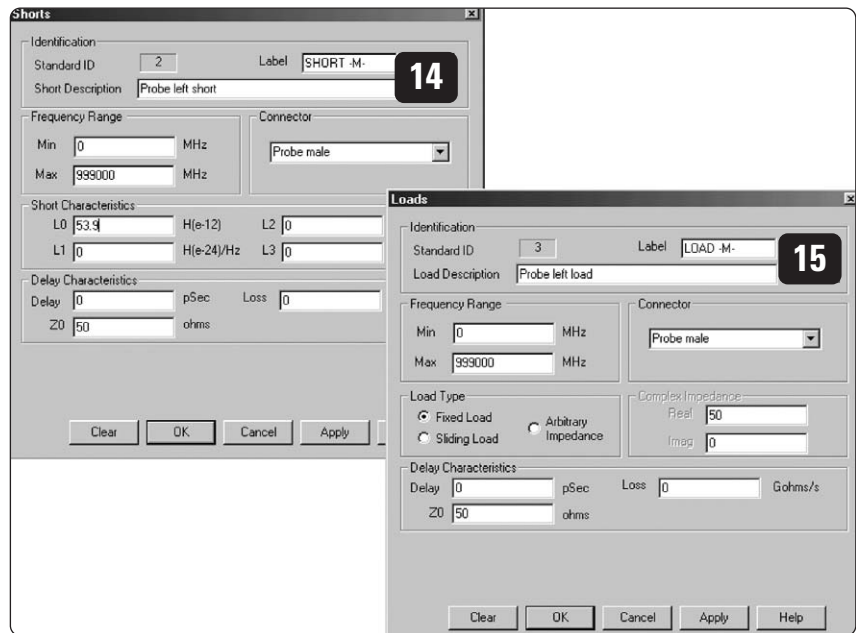 Shorts
Identification
Standard ID 2 Label SHORT -M-
Short Description Probe left short
14
Frequency Range
Min 0 MHz
Max 999000 MHz
Connector
Probe male
Short Characteristics
L0 53.9 H(e-12) L2 0
L1 0 H(e-24)/Hz L3 0
Delay Characteristics
Delay 0 pSec Loss 0
Z0 50 ohms
Clear OK Cancel Apply
Loads
Identification
Standard ID 3 Label LOAD -M-
Load Description Probe left load
15
Frequency Range
Min 0 MHz
Max 999000 MHz
Connector
Probe male
Load Type
Fixed Load
Sliding Load
Arbitrary
Impedance
Complex Impedance
Real 50
Imag 0
Delay Characteristics
Delay 0 pSec Loss 0 Gohms/s
Z0 50 ohms
Clear OK Cancel Apply Help